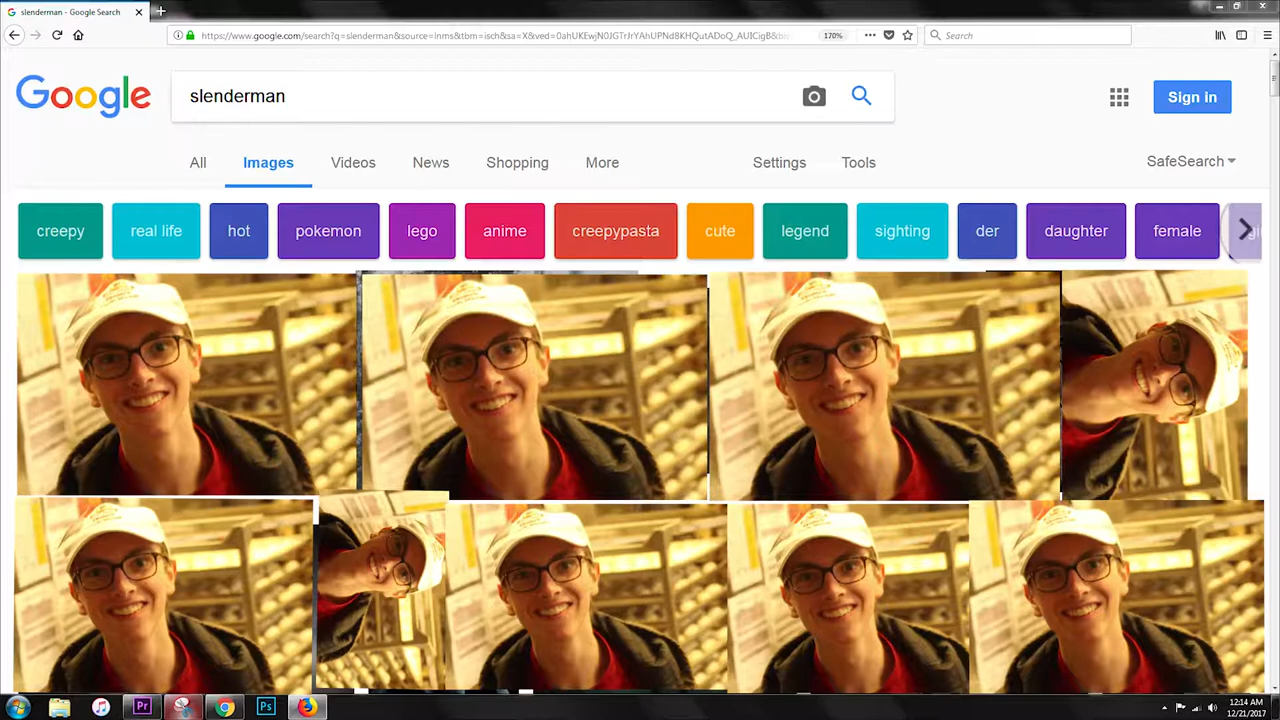 slenderman - Google Search
https://www.google.com/search?q=slenderman&source=lnms&tbm=isch&sa=X&ved=
170%
Search
Google
slenderman
Sign in
All Images Videos News Shopping More Settings Tools SafeSearch
creepy real life hot pokemon lego anime creepypasta cute legend sighting der daughter female
Pr Ps
12:14 AM
12/21/2017